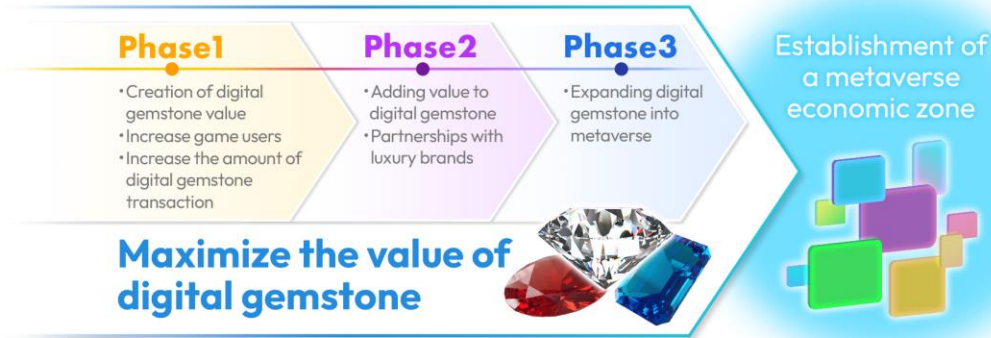 Phase1
・Creation of digital
gemstone value
・Increase game users
・Increase the amount of
digital gemstone
transaction
Phase2
・Adding value to
digital gemstone
・Partnerships with
luxury brands
Phase3
・Expanding digital
gemstone into
metaverse
Maximize the value of
digital gemstone
Establishment of
a metaverse
economic zone